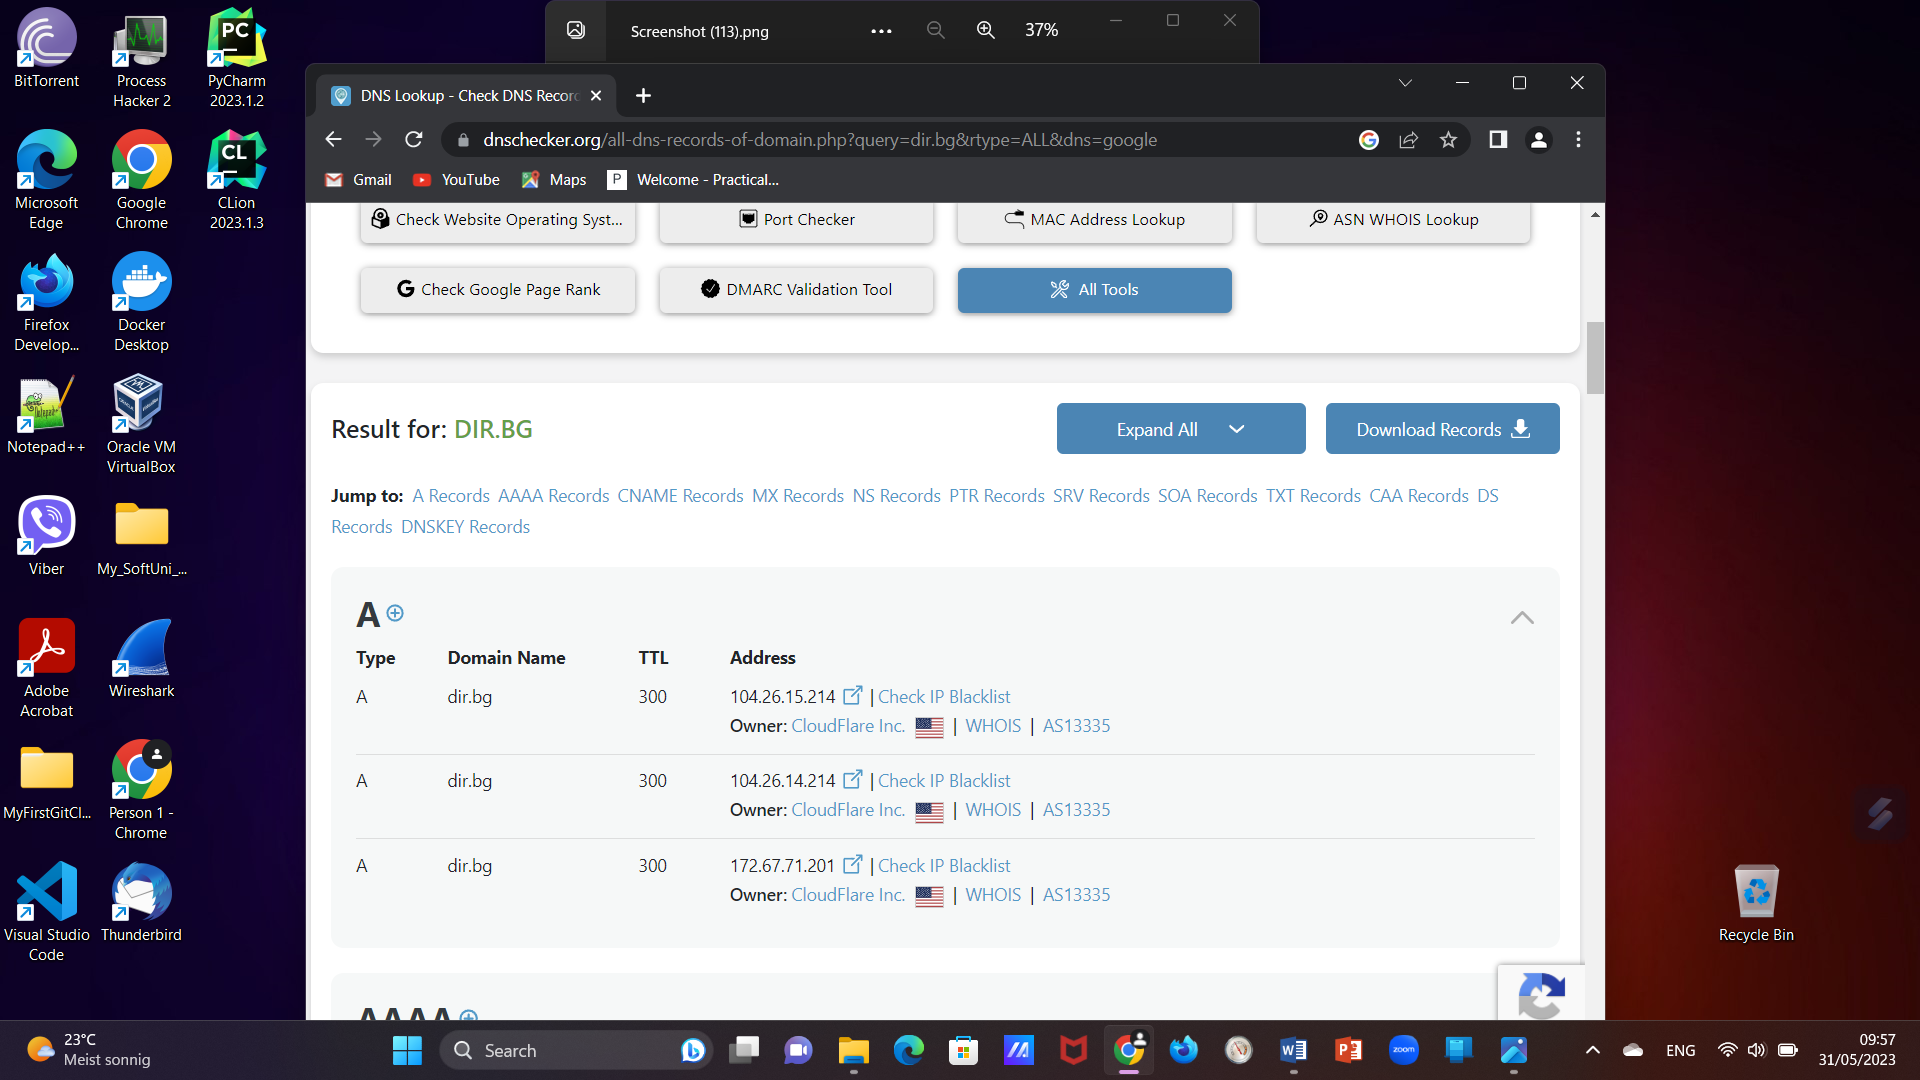 Screenshot (113).png
37%
DNS Lookup - Check DNS Record
dnschecker.org/all-dns-records-of-domain.php?query=dir.bg&rtype=ALL&dns=google
Gmail
YouTube
Maps
Welcome - Practical...
Check Website Operating Syst...
Port Checker
MAC Address Lookup
ASN WHOIS Lookup
Check Google Page Rank
DMARC Validation Tool
All Tools
Result for: DIR.BG
Expand All
Download Records
Jump to: A Records AAAA Records CNAME Records MX Records NS Records PTR Records SRV Records SOA Records TXT Records CAA Records DS
Records DNSKEY Records
A
Type Domain Name TTL Address
A dir.bg 300 104.26.15.214 | Check IP Blacklist
Owner: CloudFlare Inc. | WHOIS | AS13335
A dir.bg 300 104.26.14.214 | Check IP Blacklist
Owner: CloudFlare Inc. | WHOIS | AS13335
A dir.bg 300 172.67.71.201 | Check IP Blacklist
Owner: CloudFlare Inc. | WHOIS | AS13335
AAAA
BitTorrent
Process
Hacker 2
PyCharm
2023.1.2
Microsoft
Edge
Google
Chrome
CLion
2023.1.3
Firefox
Develop...
Docker
Desktop
Notepad++
Oracle VM
VirtualBox
Viber
My_SoftUni_...
Adobe
Acrobat
Wireshark
MyFirstGitCl...
Person 1 -
Chrome
Visual Studio
Code
Thunderbird
Recycle Bin
23°C
Meist sonnig
Search
zoom
ENG
09:57
31/05/2023